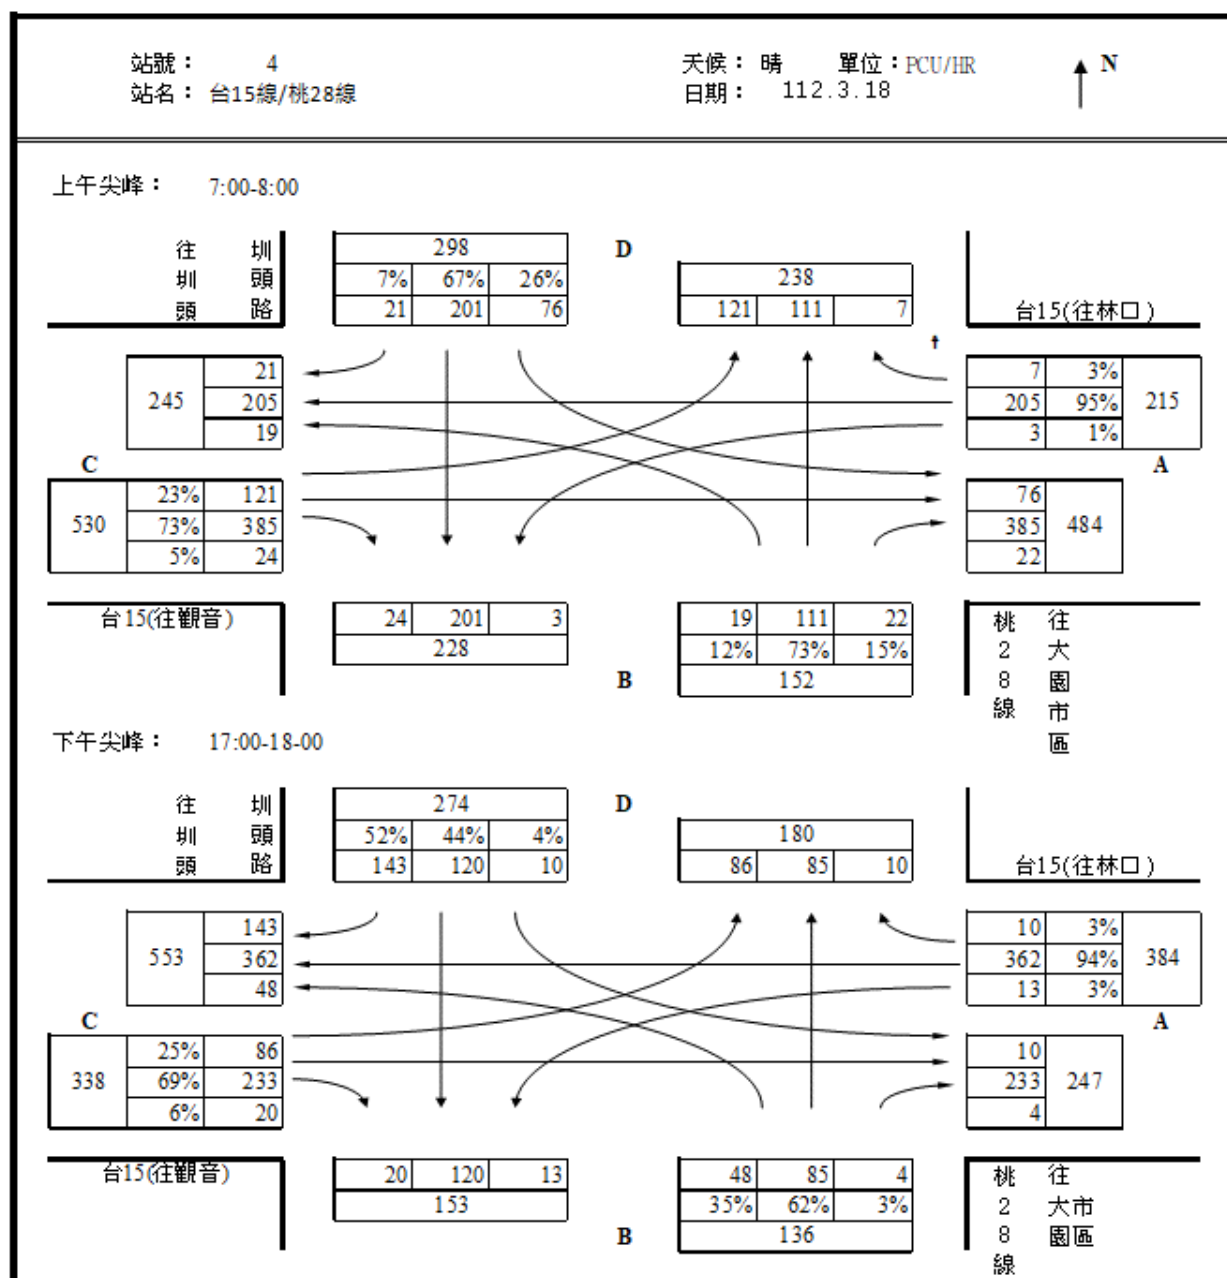 站號： 4 天候： 晴 單位：PCU/HR N
站名： 台15線/桃28線 日期： 112.3.18
上午尖峰： 7:00-8:00
往圳頭 圳頭路 298 D
7% 67% 26% 238
21 201 76 121 111 7 台15(往林口)
21 7 3%
245 205 205 95% 215
19 3 1%
C A
23% 121 76
530 73% 385 385 484
5% 24 22
台15(往觀音) 24 201 3 19 111 22 桃28線 往大園市區
228 12% 73% 15%
B 152
下午尖峰： 17:00-18-00
往圳頭 圳頭路 274 D
52% 44% 4% 180
143 120 10 86 85 10 台15(往林口)
143 10 3%
553 362 362 94% 384
48 13 3%
C A
25% 86 10
338 69% 233 233 247
6% 20 4
台15(往觀音) 20 120 13 48 85 4 桃28線 往大市園區
153 35% 62% 3%
B 136